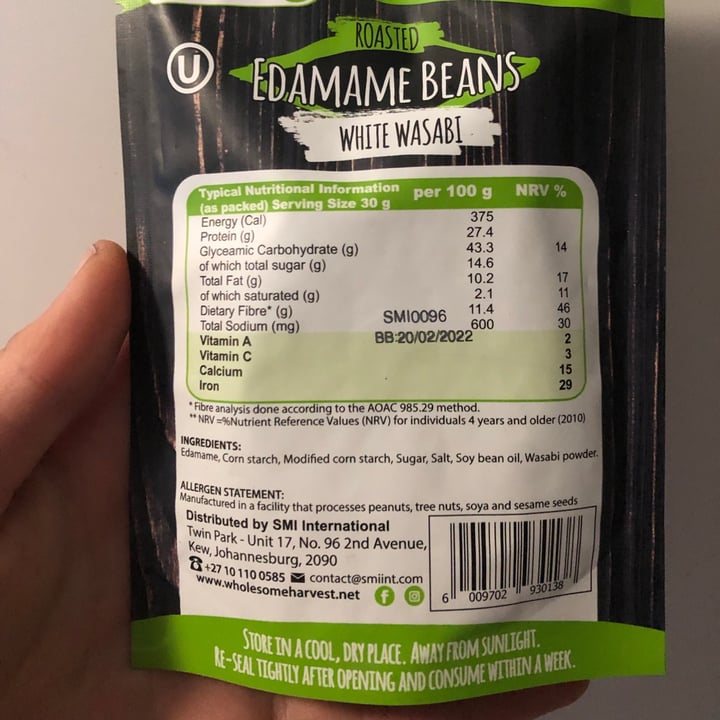 U
ROASTED
EDAMAME BEANS
WHITE WASABI
Typical Nutritional Information per 100 g NRV %
(as packed) Serving Size 30 g
Energy (Cal) 375
Protein (g) 27.4
Glyceamic Carbohydrate (g) 43.3 14
of which total sugar (g) 14.6
Total Fat (g) 10.2 17
of which saturated (g) 2.1 11
Dietary Fibre* (g) 11.4 46
Total Sodium (mg) 600 30
SMI0096
BB:20/02/2022
Vitamin A 2
Vitamin C 3
Calcium 15
Iron 29
* Fibre analysis done according to the AOAC 985.29 method.
** NRV =%Nutrient Reference Values (NRV) for individuals 4 years and older (2010)
INGREDIENTS:
Edamame, Corn starch, Modified corn starch, Sugar, Salt, Soy bean oil, Wasabi powder.
ALLERGEN STATEMENT:
Manufactured in a facility that processes peanuts, tree nuts, soya and sesame seeds
Distributed by SMI International
Twin Park - Unit 17, No. 96 2nd Avenue,
Kew, Johannesburg, 2090
+27 10 110 0585 contact@smiint.com
www.wholesomeharvest.net
6 009702 930138
STORE IN A COOL, DRY PLACE. AWAY FROM SUNLIGHT.
RE-SEAL TIGHTLY AFTER OPENING AND CONSUME WITHIN A WEEK.